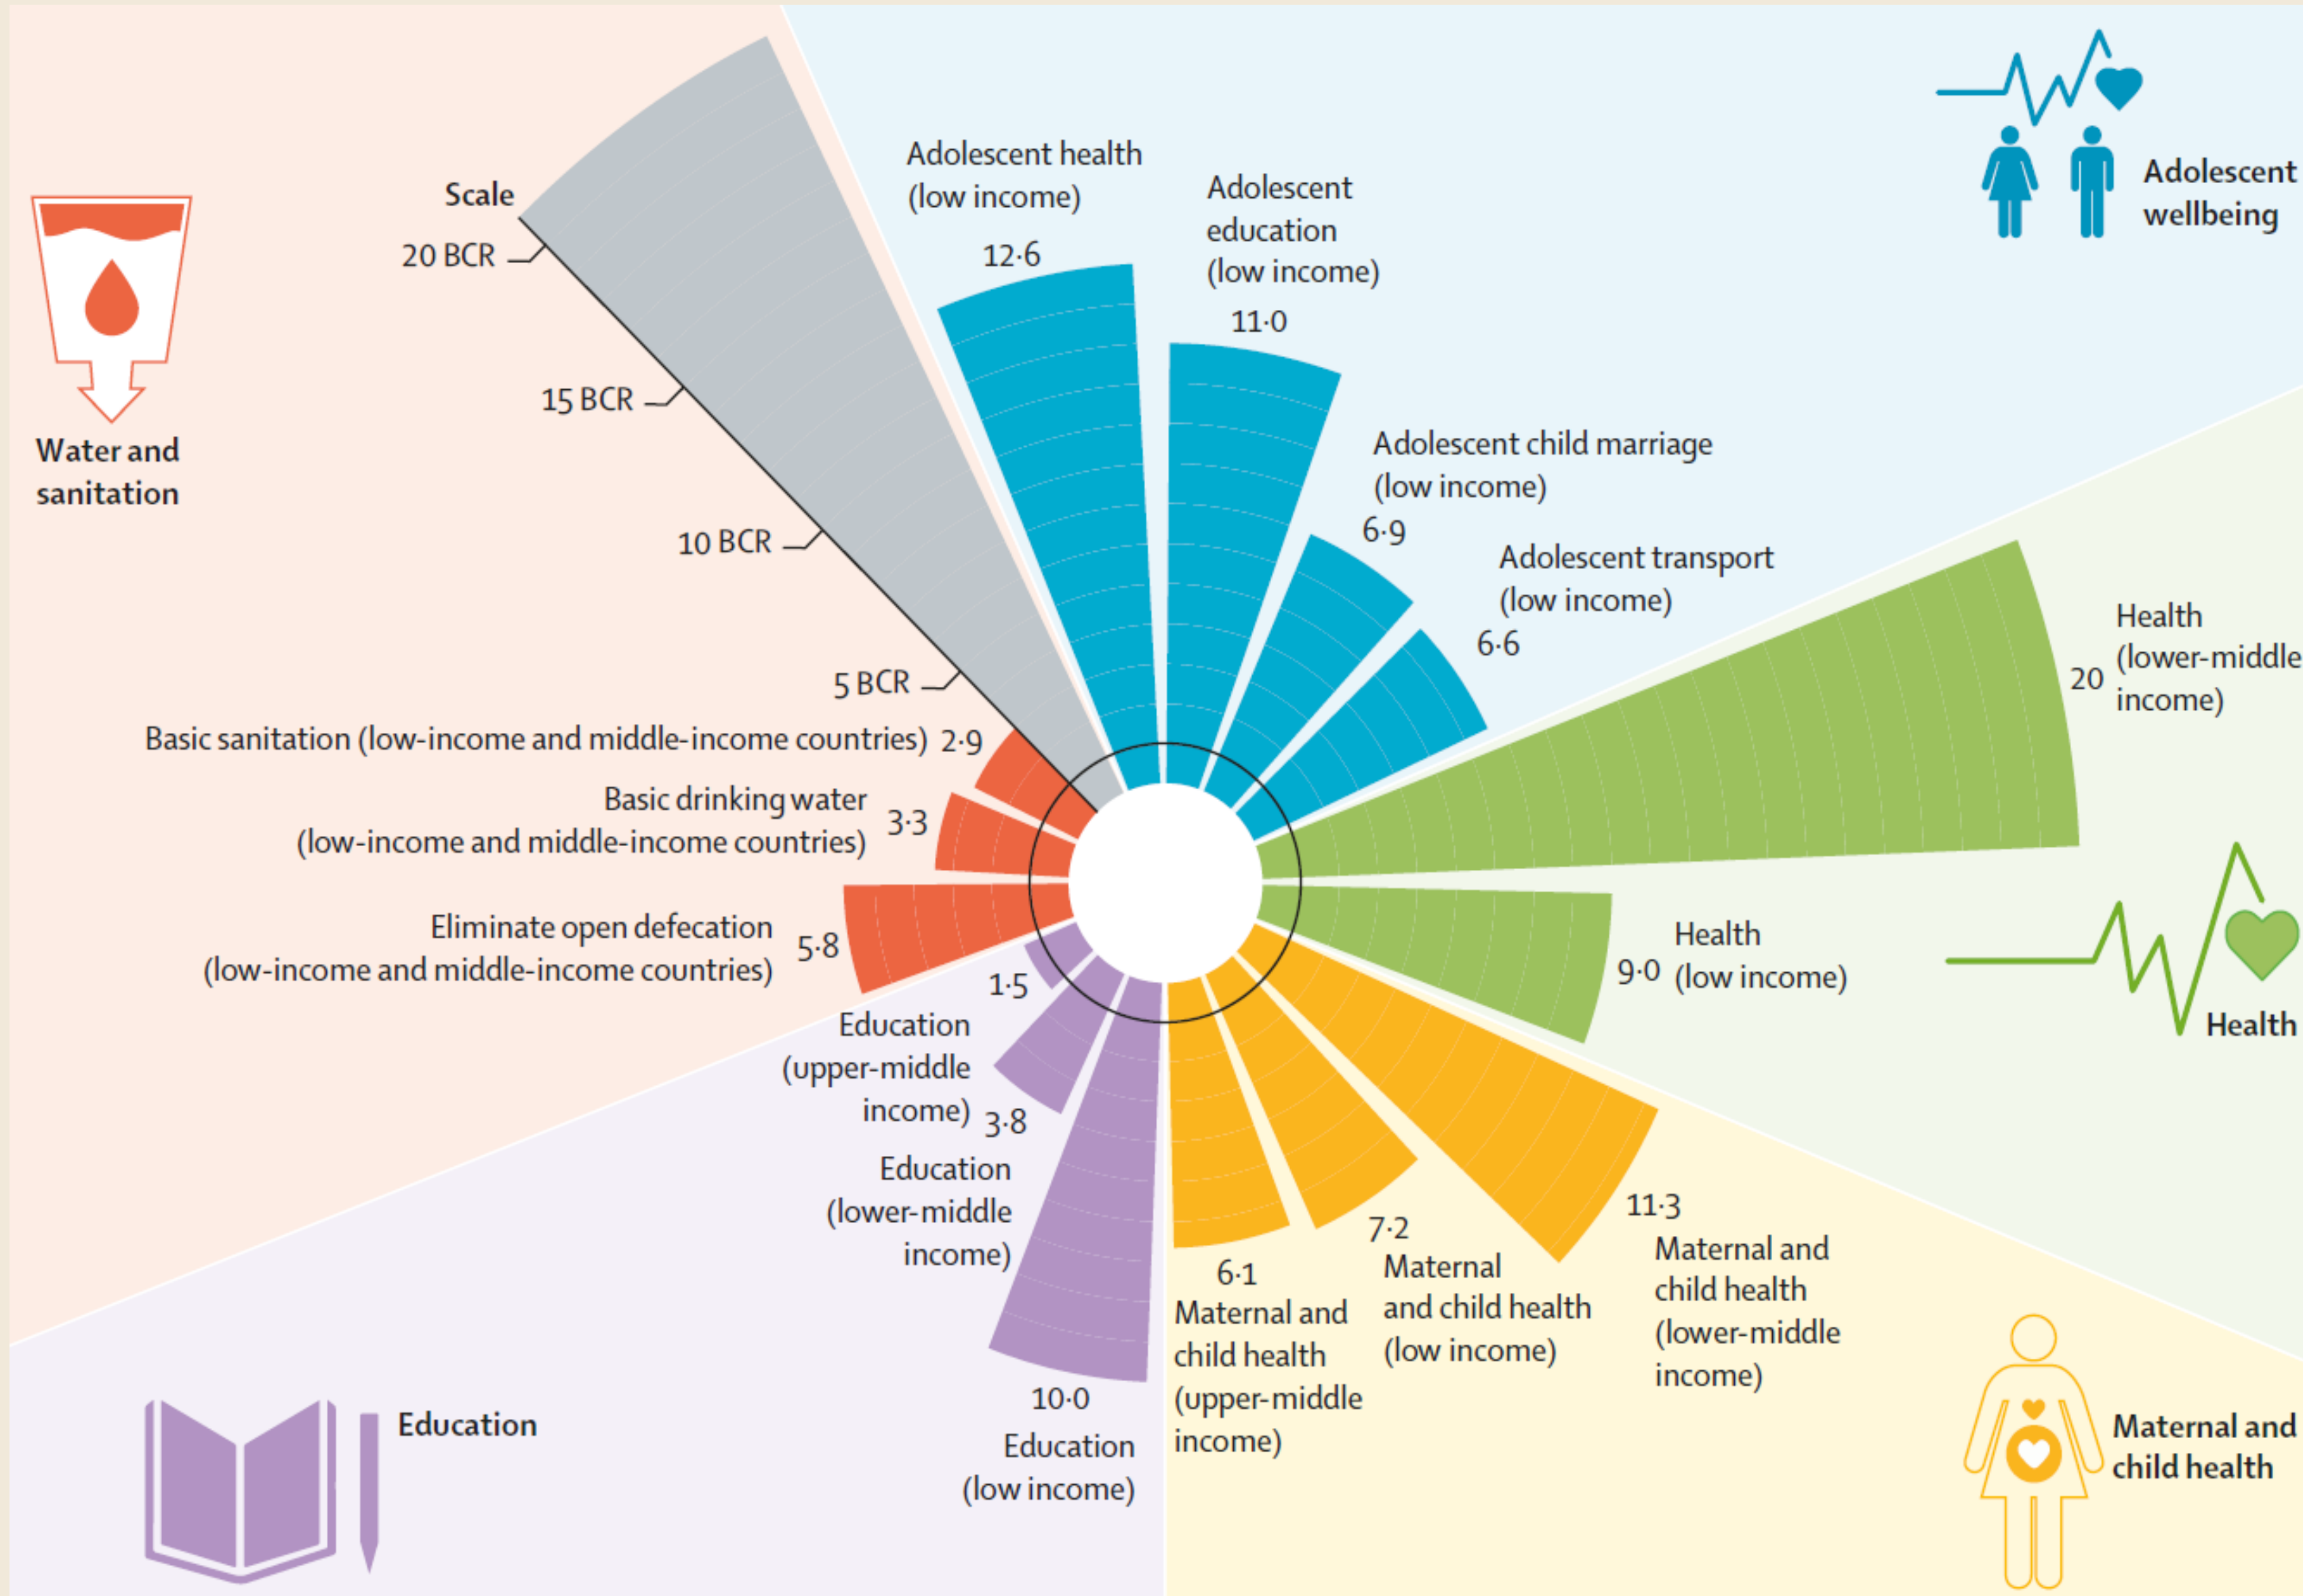 Water and
sanitation
Scale
20 BCR
15 BCR
10 BCR
5 BCR
Adolescent health
(low income)
12·6
Adolescent
education
(low income)
11·0
Adolescent child marriage
(low income)
6·9
Adolescent transport
(low income)
6·6
Adolescent
wellbeing
20
Health
(lower-middle
income)
9·0
Health
(low income)
Health
11·3
Maternal and
child health
(lower-middle
income)
7·2
Maternal
and child health
(low income)
6·1
Maternal and
child health
(upper-middle
income)
Maternal and
child health
10·0
Education
(low income)
3·8
Education
(lower-middle
income)
1·5
Education
(upper-middle
income)
Education
Eliminate open defecation
(low-income and middle-income countries)
5·8
Basic drinking water
(low-income and middle-income countries)
3·3
Basic sanitation (low-income and middle-income countries) 2·9